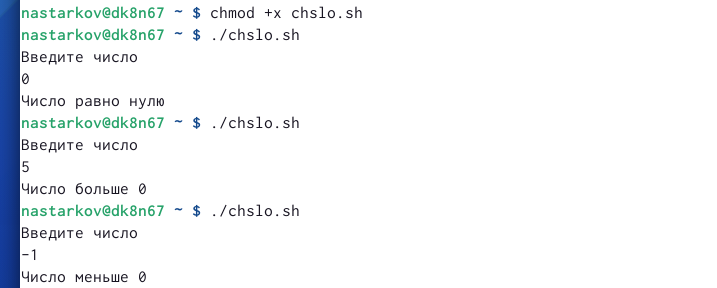 nastarkov@dk8n67 ~ $ chmod +x chslo.sh
nastarkov@dk8n67 ~ $ ./chslo.sh
Введите число
0
Число равно нулю
nastarkov@dk8n67 ~ $ ./chslo.sh
Введите число
5
Число больше 0
nastarkov@dk8n67 ~ $ ./chslo.sh
Введите число
-1
Число меньше 0